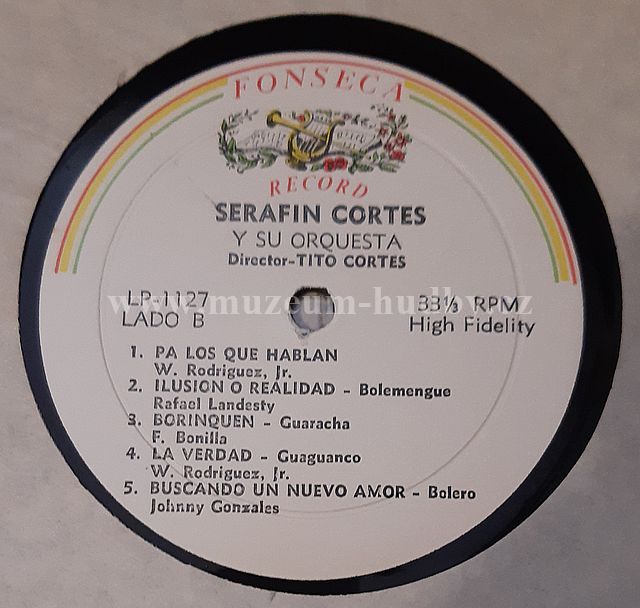 FONSECA
RECORD
SERAFIN CORTES
Y SU ORQUESTA
Director-TITO CORTES
LP-1127
LADO B
33⅓ RPM
High Fidelity
www.muzeum-hudby.cz
1. PA LOS QUE HABLAN
W. Rodriguez, Jr.
2. ILUSION O REALIDAD - Bolemengue
Rafael Landesty
3. BORINQUEN - Guaracha
F. Bonilla
4. LA VERDAD - Guaguanco
W. Rodriguez, Jr.
5. BUSCANDO UN NUEVO AMOR - Bolero
Johnny Gonzales